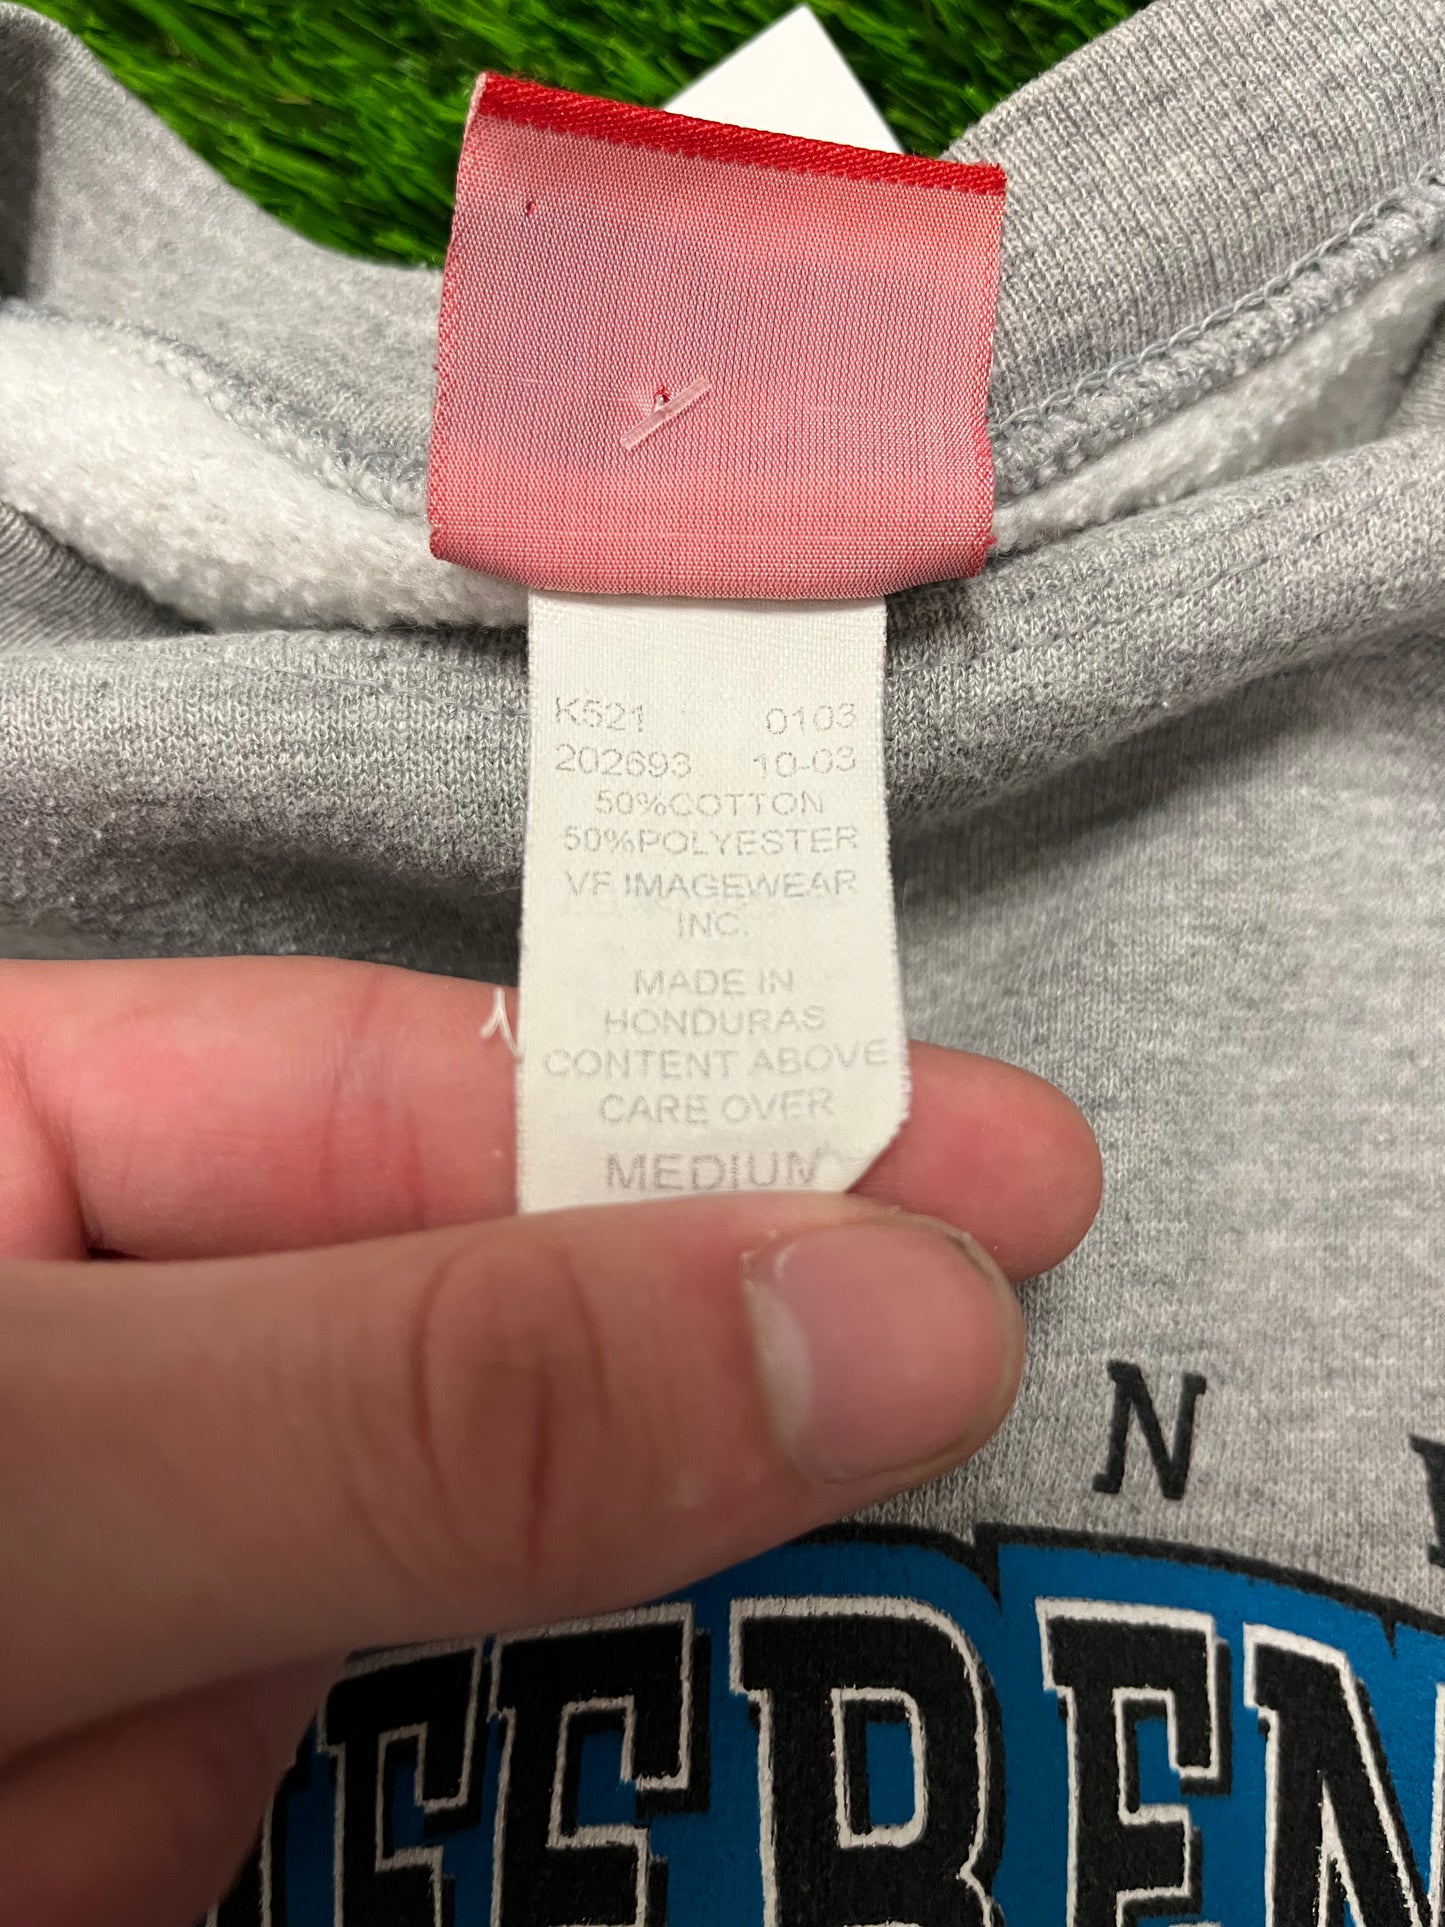 K521 0103
202693 10-03
50%COTTON
50%POLYESTER
VF IMAGEWEAR
INC.
MADE IN
HONDURAS
CONTENT ABOVE
CARE OVER
MEDIUM
N